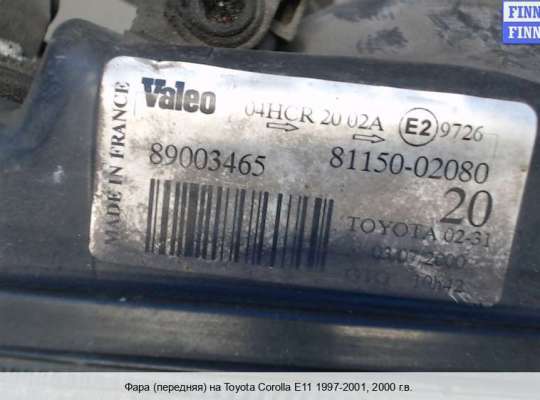 FINN
FINN
Valeo 04HCR 20 02A E2 9726
MADE IN FRANCE
89003465 81150-02080
20
TOYOTA 02-31
03/07/2000
10h42
Фара (передняя) на Toyota Corolla E11 1997-2001, 2000 г.в.